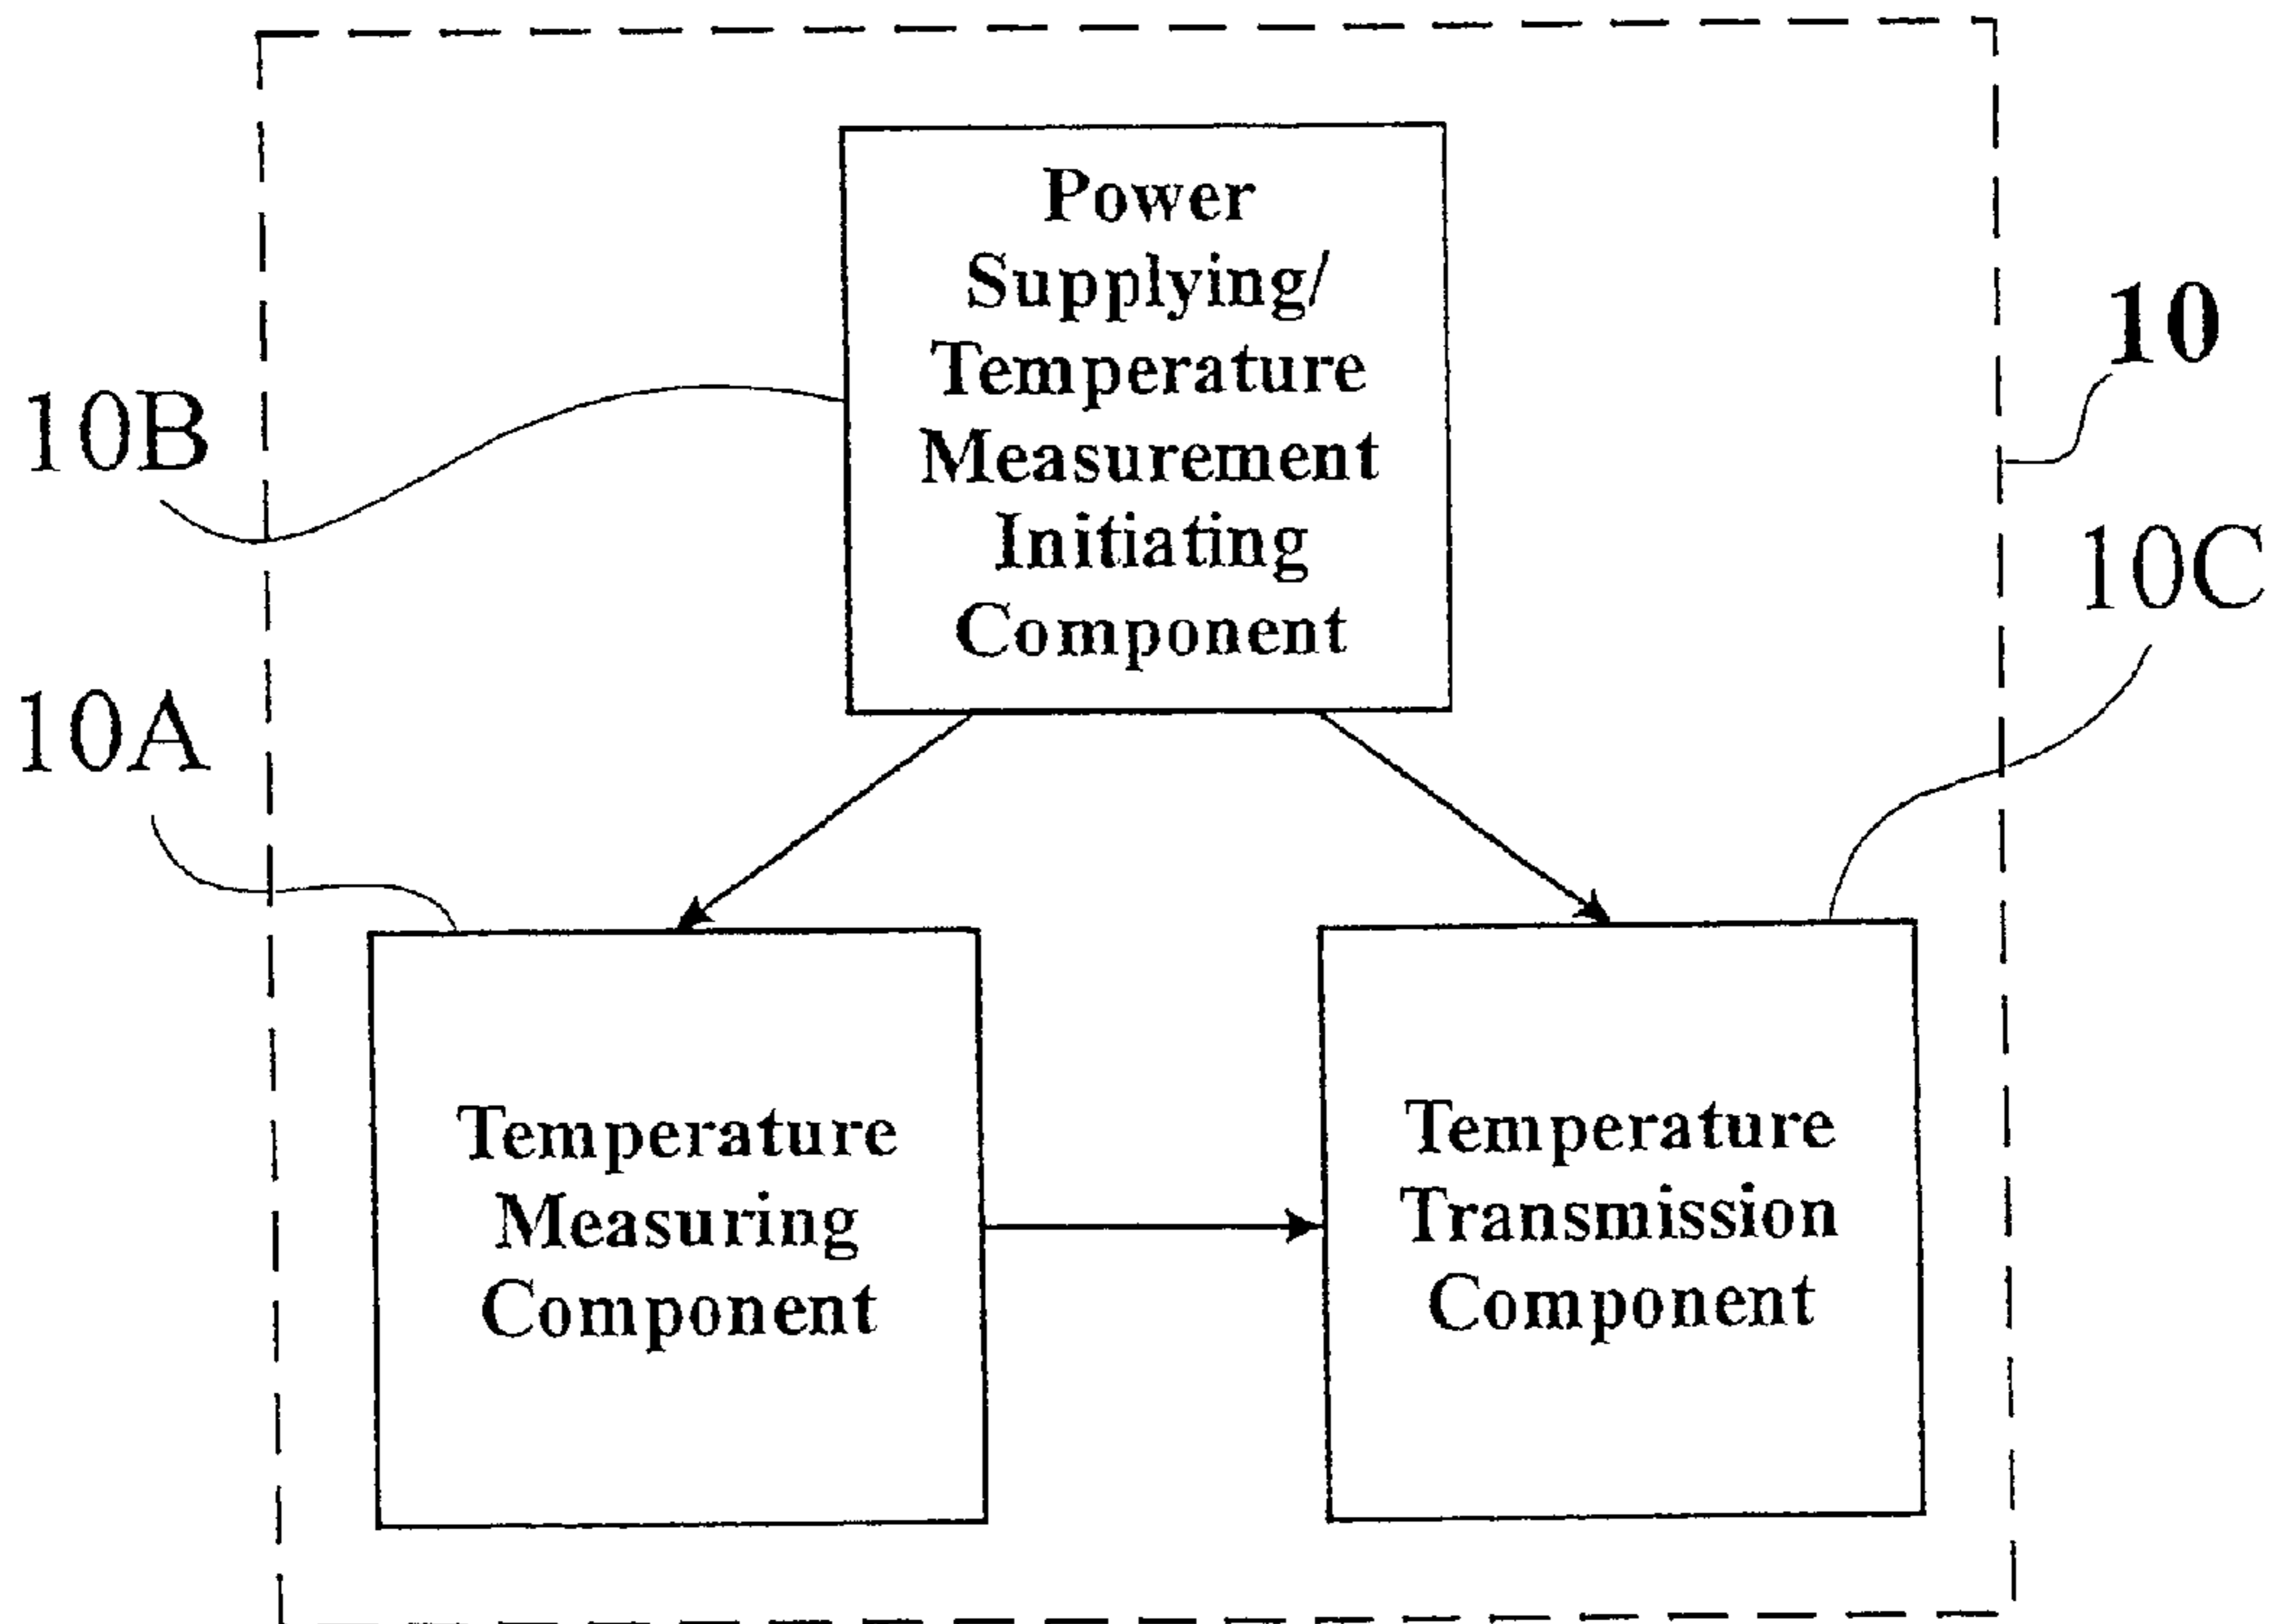 Power
Supplying/
Temperature
Measurement
Initiating
Component
10
10B
10C
10A
Temperature
Measuring
Component
Temperature
Transmission
Component